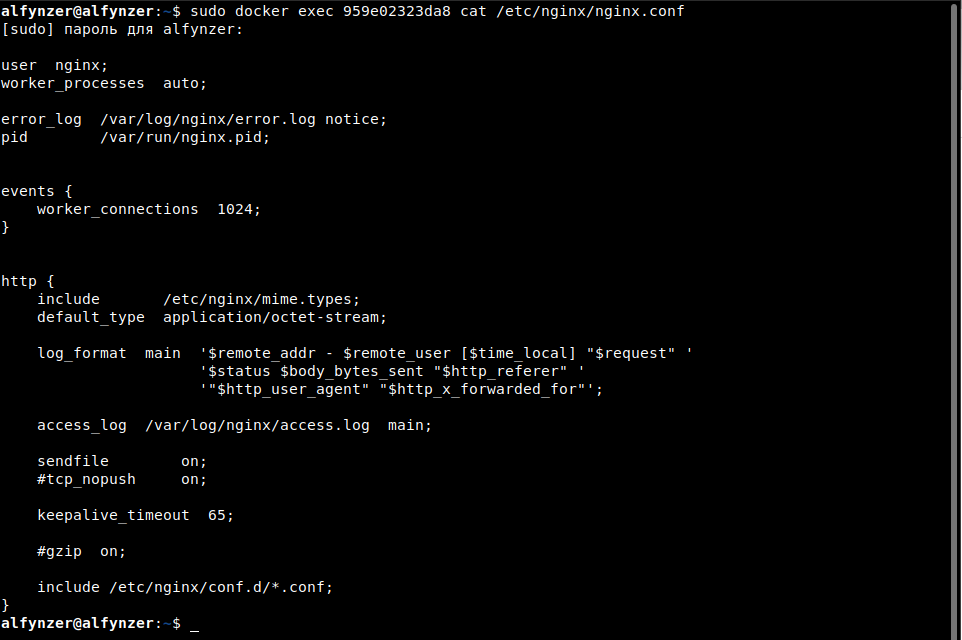 alfynzer@alfynzer:~$ sudo docker exec 959e02323da8 cat /etc/nginx/nginx.conf
[sudo] пароль для alfynzer:

user  nginx;
worker_processes  auto;

error_log  /var/log/nginx/error.log notice;
pid        /var/run/nginx.pid;


events {
    worker_connections  1024;
}


http {
    include       /etc/nginx/mime.types;
    default_type  application/octet-stream;

    log_format  main  '$remote_addr - $remote_user [$time_local] "$request" '
                      '$status $body_bytes_sent "$http_referer" '
                      '"$http_user_agent" "$http_x_forwarded_for"';

    access_log  /var/log/nginx/access.log  main;

    sendfile        on;
    #tcp_nopush     on;

    keepalive_timeout  65;

    #gzip  on;

    include /etc/nginx/conf.d/*.conf;
}
alfynzer@alfynzer:~$ _